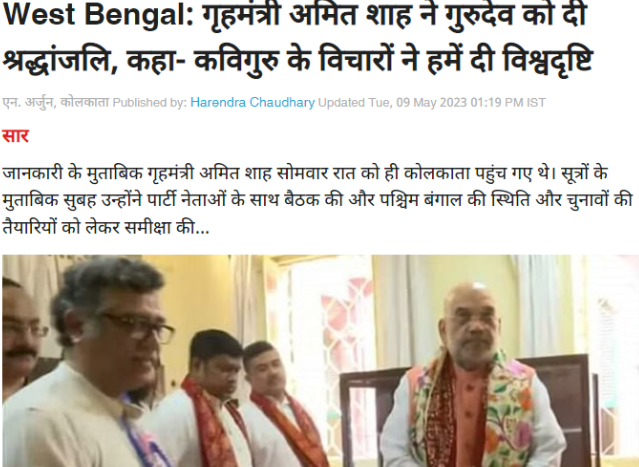 West Bengal: गृहमंत्री अमित शाह ने गुरुदेव को दी
श्रद्धांजलि, कहा- कविगुरु के विचारों ने हमें दी विश्वदृष्टि
एन. अर्जुन, कोलकाता Published by: Harendra Chaudhary Updated Tue, 09 May 2023 01:19 PM IST
सार
जानकारी के मुताबिक गृहमंत्री अमित शाह सोमवार रात को ही कोलकाता पहुंच गए थे। सूत्रों के
मुताबिक सुबह उन्होंने पार्टी नेताओं के साथ बैठक की और पश्चिम बंगाल की स्थिति और चुनावों की
तैयारियों को लेकर समीक्षा की...